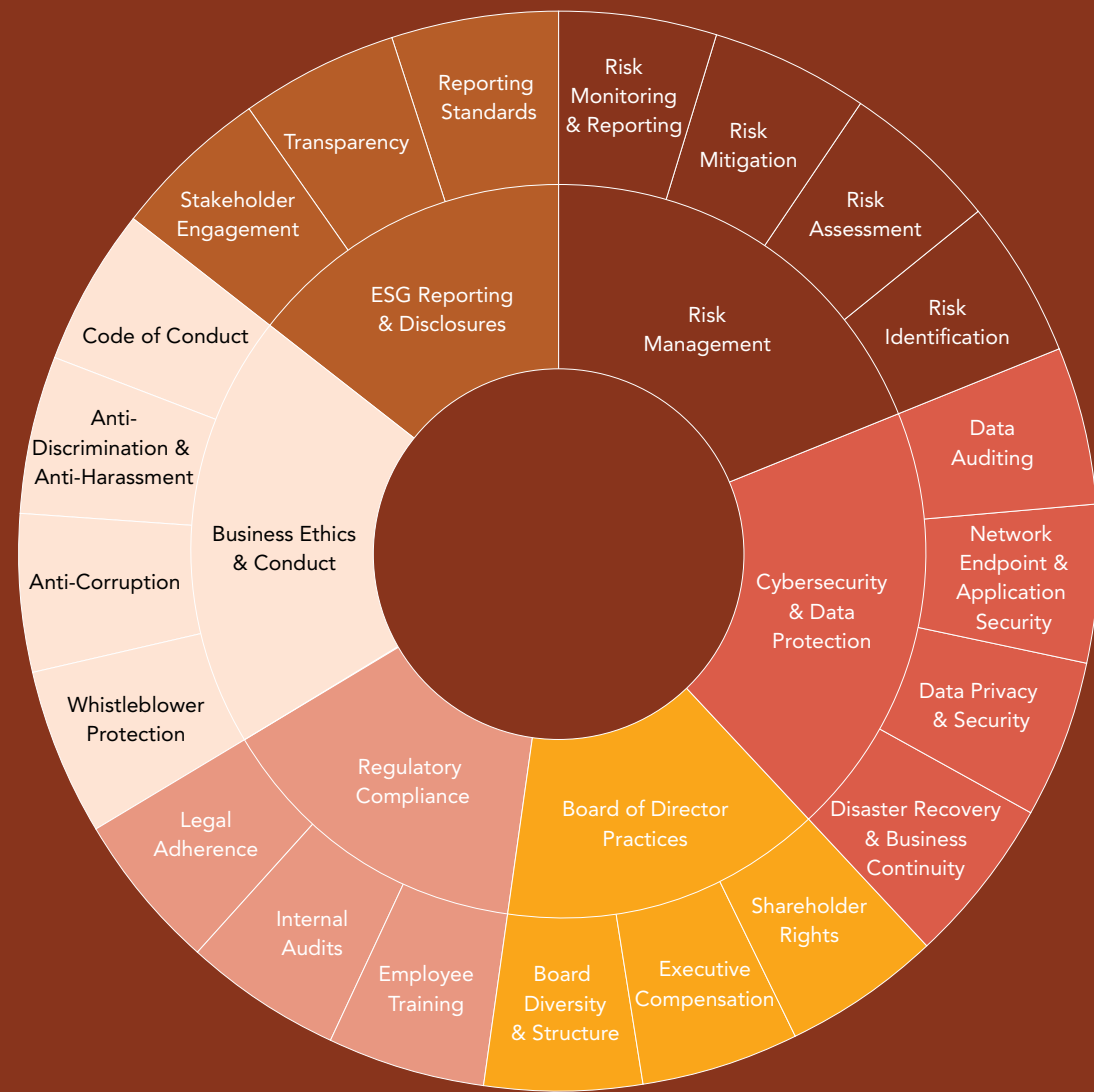 Risk
Monitoring
& Reporting
Risk
Mitigation
Risk
Assessment
Risk
Identification
Risk
Management
Data
Auditing
Network
Endpoint &
Application
Security
Data Privacy
& Security
Disaster Recovery
& Business
Continuity
Cybersecurity
& Data
Protection
Shareholder
Rights
Executive
Compensation
Board
Diversity
& Structure
Board of Director
Practices
Employee
Training
Internal
Audits
Legal
Adherence
Regulatory
Compliance
Whistleblower
Protection
Anti-Corruption
Anti-
Discrimination &
Anti-Harassment
Code of Conduct
Business Ethics
& Conduct
Stakeholder
Engagement
Transparency
Reporting
Standards
ESG Reporting
& Disclosures